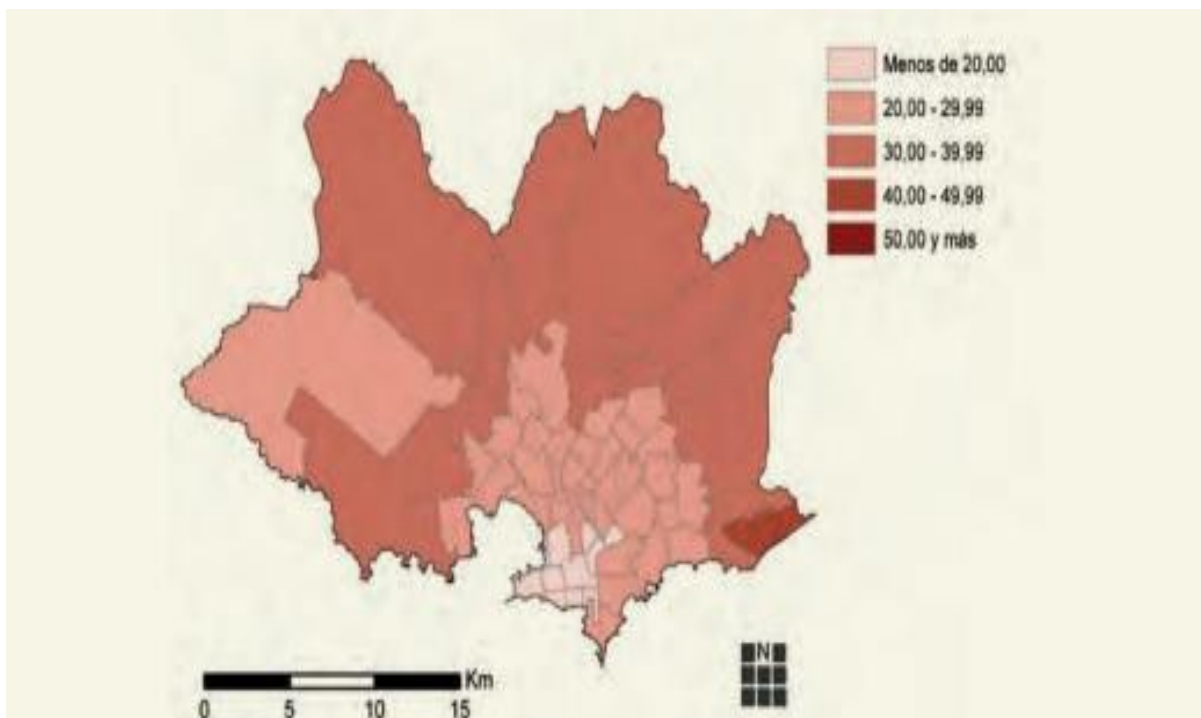 Menos de 20,00
20,00 - 29,99
30.00 - 39,99
40.00 - 49,99
50.00 y más
Km
0 5 10 15
N